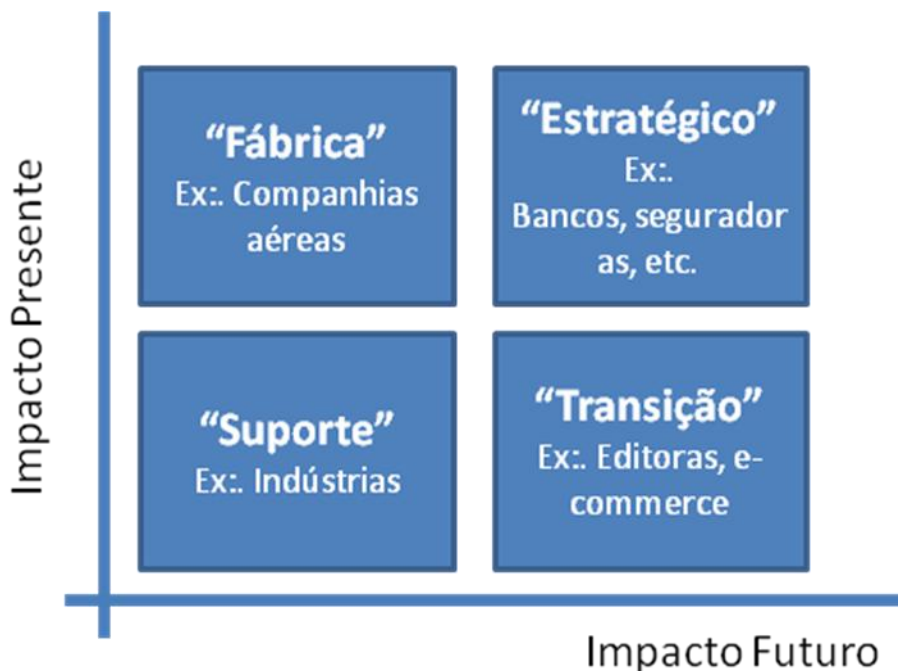 Impacto Presente
“Fábrica”
Ex:. Companhias
aéreas
“Estratégico”
Ex:.
Bancos, segurador
as, etc.
“Suporte”
Ex:. Indústrias
“Transição”
Ex:. Editoras, e-
commerce
Impacto Futuro